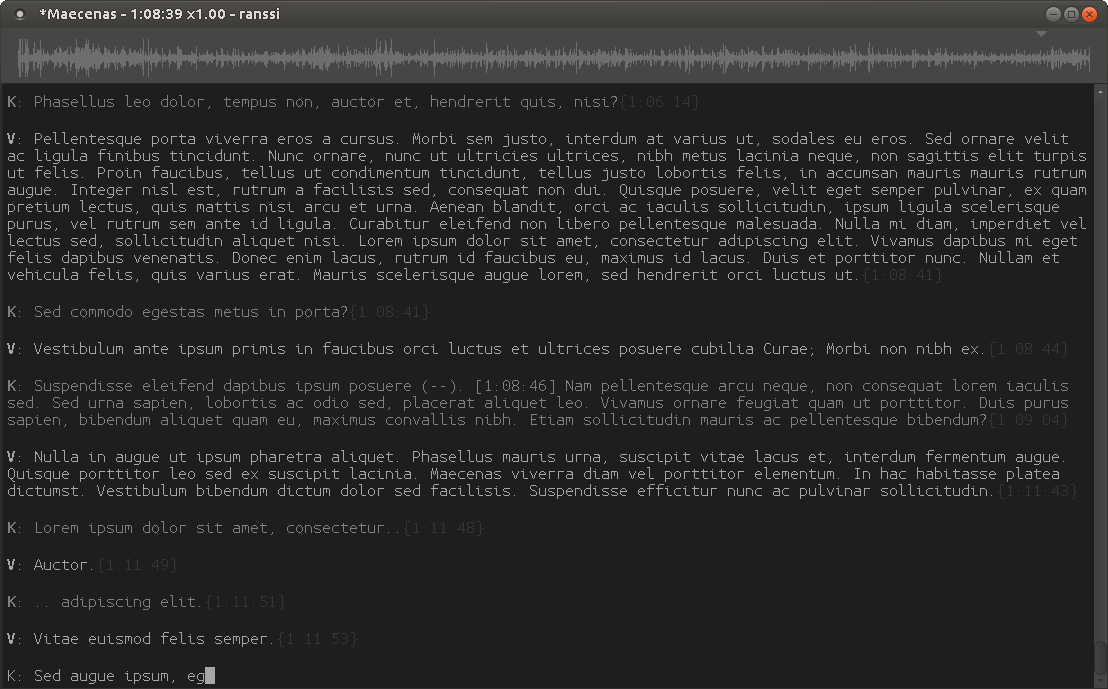 *Maecenas - 1:08:39 x1.00 - ranssi
K: Phasellus leo dolor, tempus non, auctor et, hendrerit quis, nisi?{1:06:14}
V: Pellentesque porta viverra eros a cursus. Morbi sem justo, interdum at varius ut, sodales eu eros. Sed ornare velit
ac ligula finibus tincidunt. Nunc ornare, nunc ut ultricies ultrices, nibh metus lacinia neque, non sagittis elit turpis
ut felis. Proin faucibus, tellus ut condimentum tincidunt, tellus justo lobortis felis, in accumsan mauris mauris rutrum
augue. Integer nisl est, rutrum a facilisis sed, consequat non dui. Quisque posuere, velit eget semper pulvinar, ex quam
pretium lectus, quis mattis nisi arcu et urna. Aenean blandit, orci ac iaculis sollicitudin, ipsum ligula scelerisque
purus, vel rutrum sem ante id ligula. Curabitur eleifend non libero pellentesque malesuada. Nulla mi diam, imperdiet vel
lectus sed, sollicitudin aliquet nisi. Lorem ipsum dolor sit amet, consectetur adipiscing elit. Vivamus dapibus mi eget
felis dapibus venenatis. Donec enim lacus, rutrum id faucibus eu, maximus id lacus. Duis et porttitor nunc. Nullam et
vehicula felis, quis varius erat. Mauris scelerisque augue lorem, sed hendrerit orci luctus ut.{1:08:41}
K: Sed commodo egestas metus in porta?{1:08:41}
V: Vestibulum ante ipsum primis in faucibus orci luctus et ultrices posuere cubilia Curae; Morbi non nibh ex.{1:08:44}
K: Suspendisse eleifend dapibus ipsum posuere (--). [1:08:46] Nam pellentesque arcu neque, non consequat lorem iaculis
sed. Sed urna sapien, lobortis ac odio sed, placerat aliquet leo. Vivamus ornare feugiat quam ut porttitor. Duis purus
sapien, bibendum aliquet quam eu, maximus convallis nibh. Etiam sollicitudin mauris ac pellentesque bibendum?{1:09:04}
V: Nulla in augue ut ipsum pharetra aliquet. Phasellus mauris urna, suscipit vitae lacus et, interdum fermentum augue.
Quisque porttitor leo sed ex suscipit lacinia. Maecenas viverra diam vel porttitor elementum. In hac habitasse platea
dictumst. Vestibulum bibendum dictum dolor sed facilisis. Suspendisse efficitur nunc ac pulvinar sollicitudin.{1:11:43}
K: Lorem ipsum dolor sit amet, consectetur..{1:11:48}
V: Auctor.{1:11:49}
K: .. adipiscing elit.{1:11:51}
V: Vitae euismod felis semper.{1:11:53}
K: Sed augue ipsum, eg